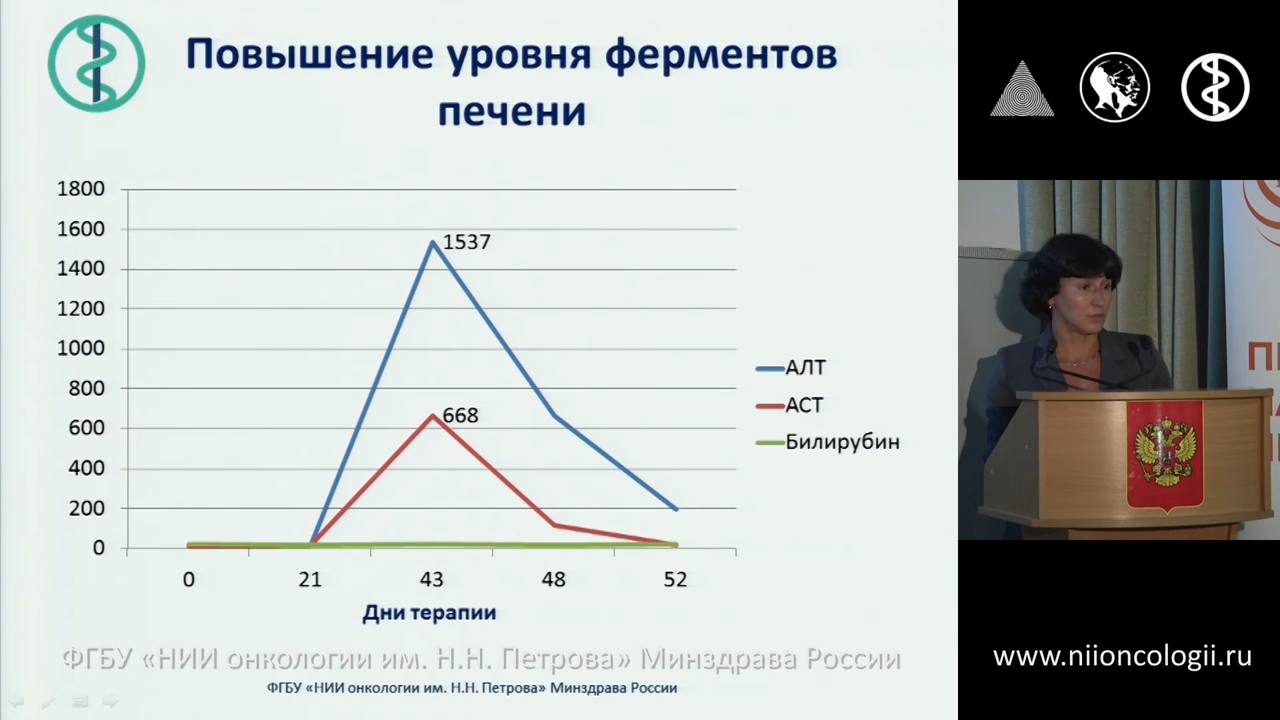 Повышение уровня ферментов
печени
1800
1600
1400
1200
1000
800
600
400
200
0
1537
668
0 21 43 48 52
Дни терапии
АЛТ
АСТ
Билирубин
ФГБУ «НИИ онкологии им. Н.Н. Петрова» Минздрава России
ФГБУ «НИИ онкологии им. Н.Н. Петрова» Минздрава России
www.niioncologii.ru